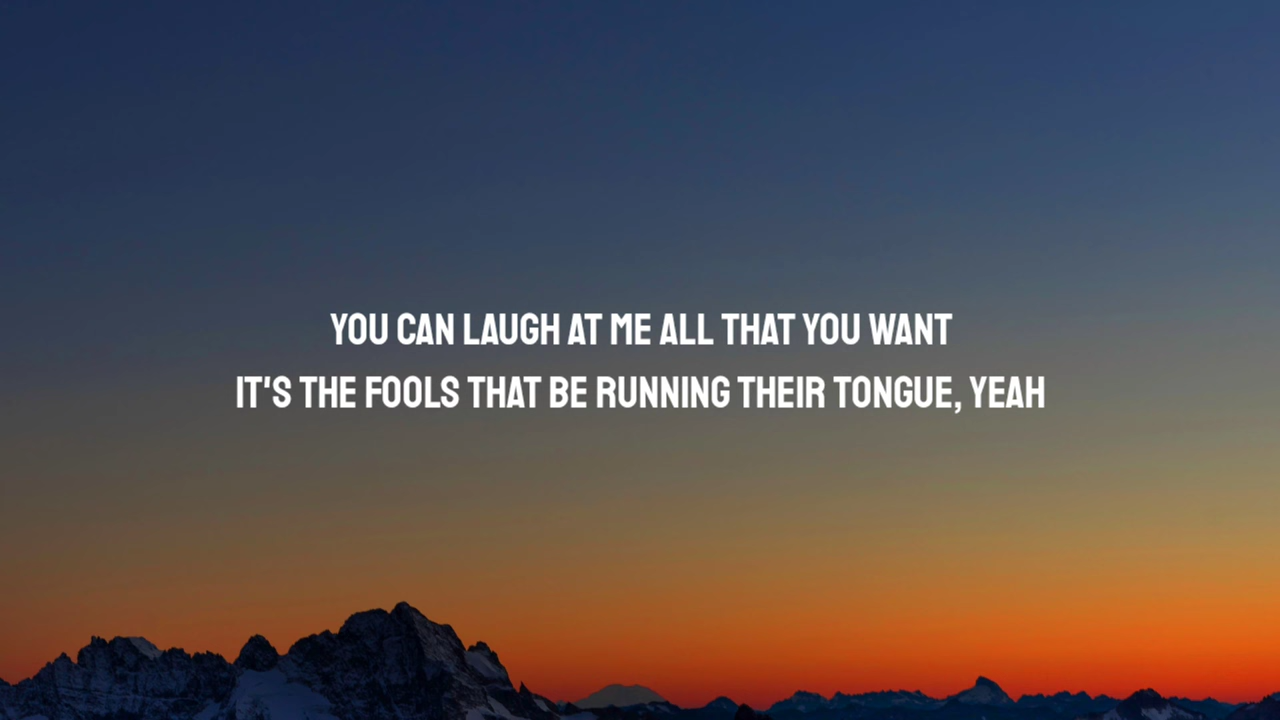 YOU CAN LAUGH AT ME ALL THAT YOU WANT
IT'S THE FOOLS THAT BE RUNNING THEIR TONGUE, YEAH